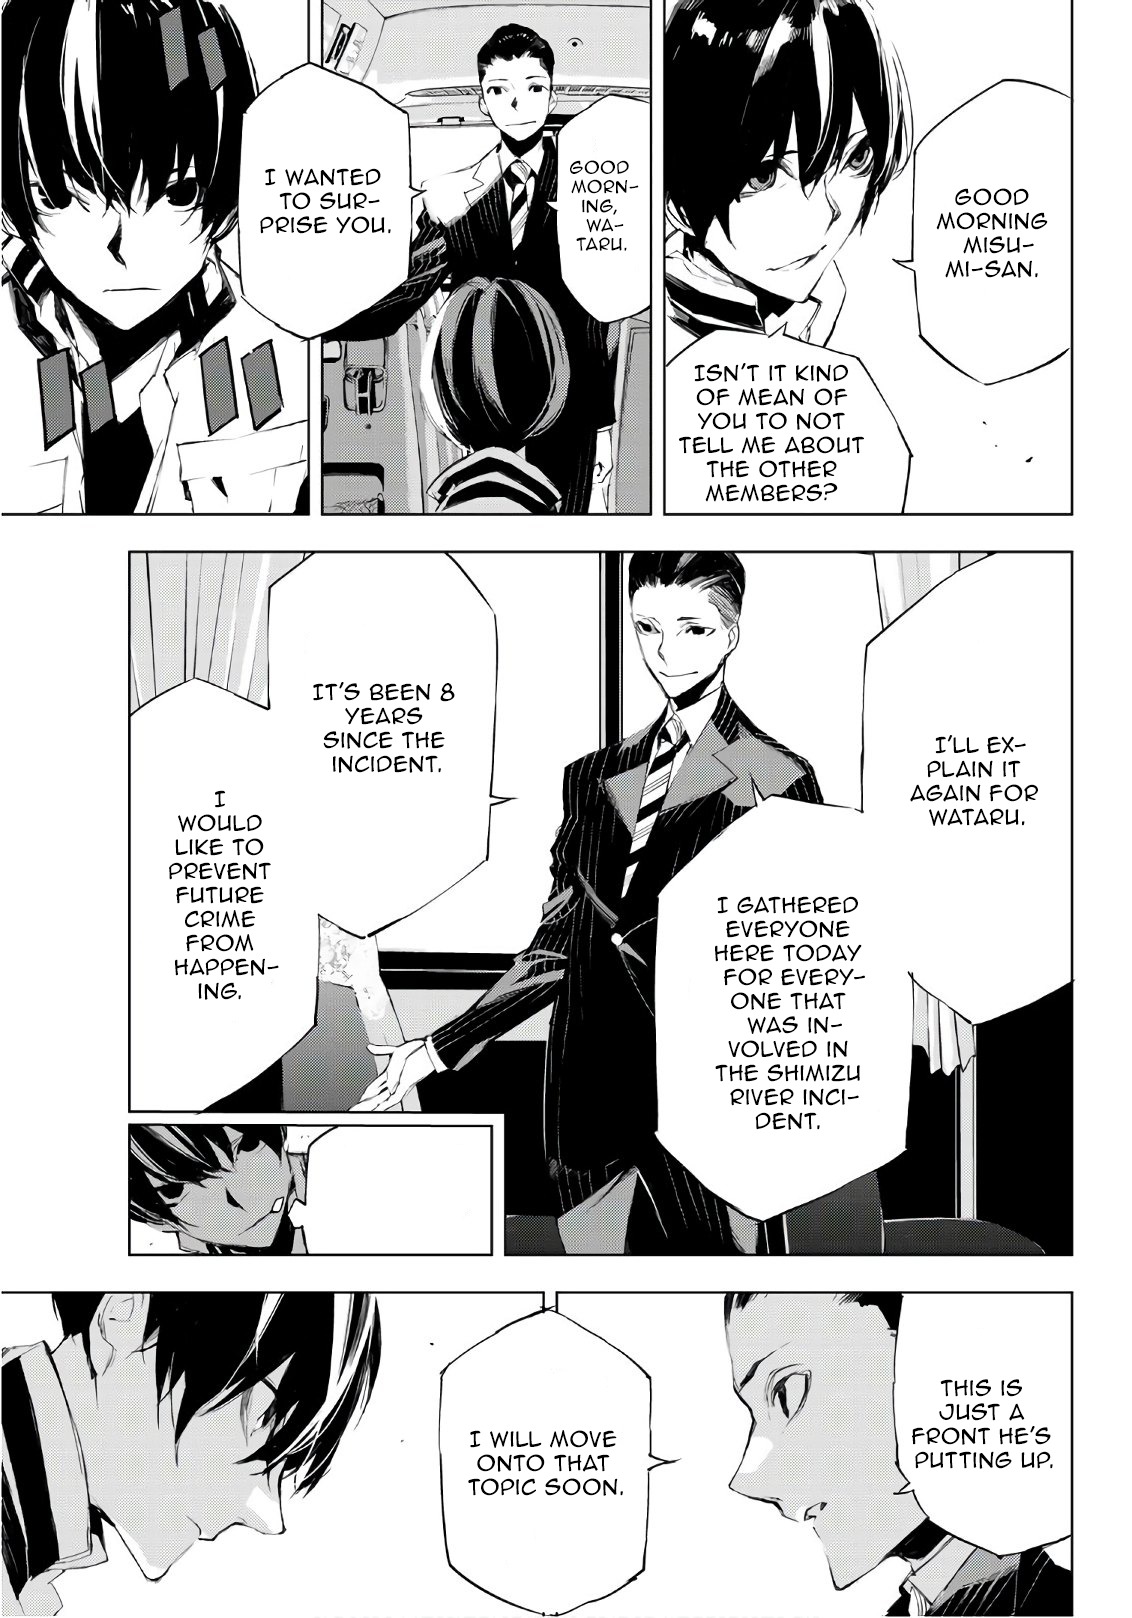 GOOD
MORNING
MISU-
MI-SAN.
ISN'T IT KIND
OF MEAN OF
YOU TO NOT
TELL ME ABOUT
THE OTHER
MEMBERS?
GOOD
MORN-
ING,
WA-
TARU.
I WANTED
TO SUR-
PRISE YOU.
I'LL EX-
PLAIN IT
AGAIN FOR
WATARU.
I GATHERED
EVERYONE
HERE TODAY
FOR EVERY-
ONE THAT
WAS IN-
VOLVED IN
THE SHIMIZU
RIVER INCI-
DENT.
IT'S BEEN 8
YEARS
SINCE THE
INCIDENT.
I
WOULD
LIKE TO
PREVENT
FUTURE
CRIME
FROM
HAPPEN-
ING.
THIS IS
JUST A
FRONT HE'S
PUTTING UP.
I WILL MOVE
ONTO THAT
TOPIC SOON.